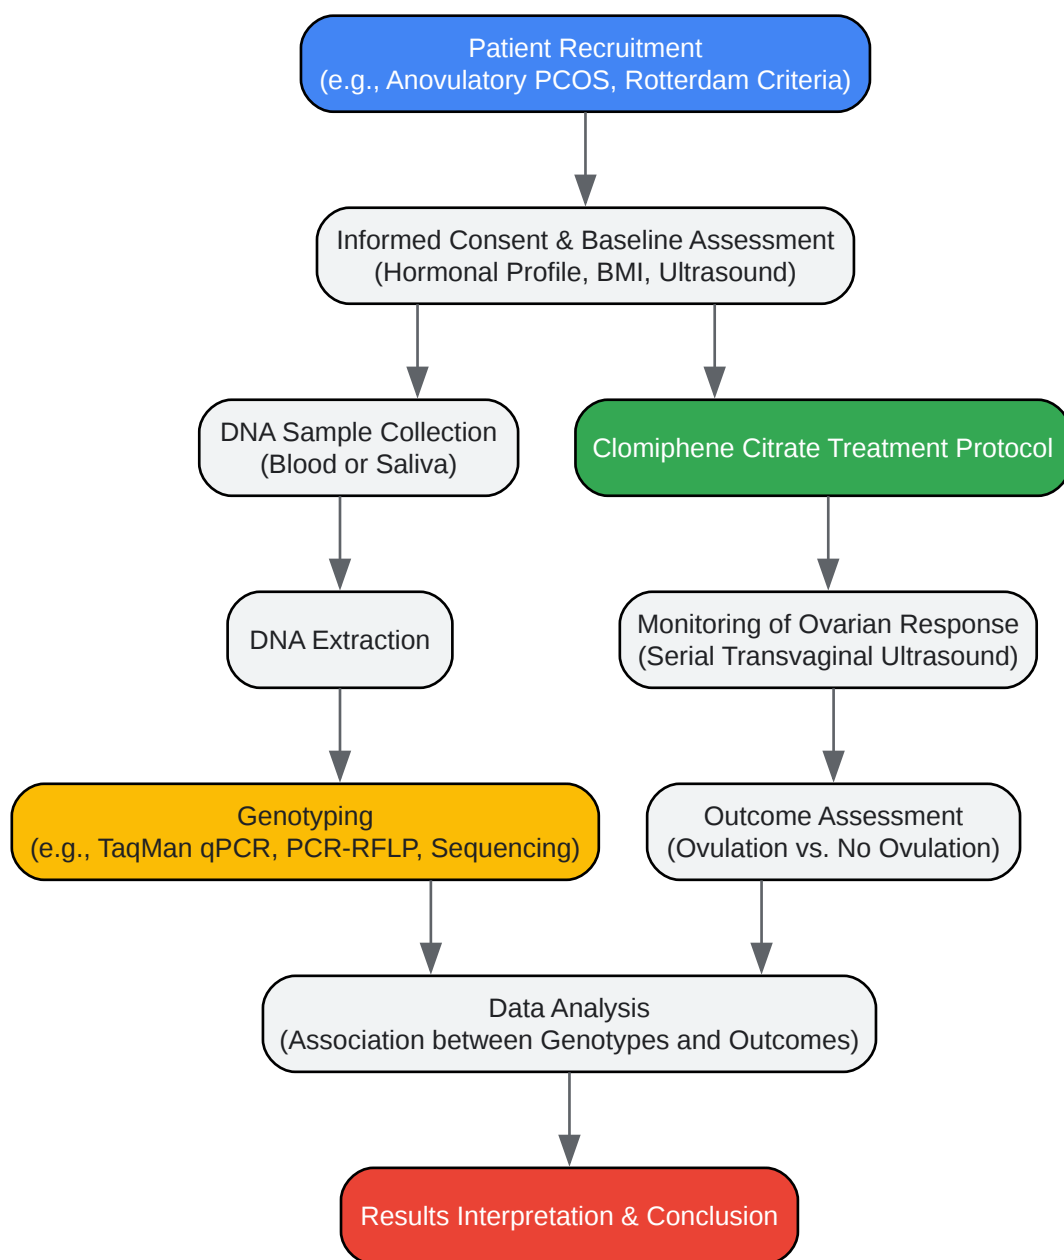 Patient Recruitment
(e.g., Anovulatory PCOS, Rotterdam Criteria)
Informed Consent & Baseline Assessment
(Hormonal Profile, BMI, Ultrasound)
DNA Sample Collection
(Blood or Saliva)
Clomiphene Citrate Treatment Protocol
DNA Extraction
Monitoring of Ovarian Response
(Serial Transvaginal Ultrasound)
Genotyping
(e.g., TaqMan qPCR, PCR-RFLP, Sequencing)
Outcome Assessment
(Ovulation vs. No Ovulation)
Data Analysis
(Association between Genotypes and Outcomes)
Results Interpretation & Conclusion